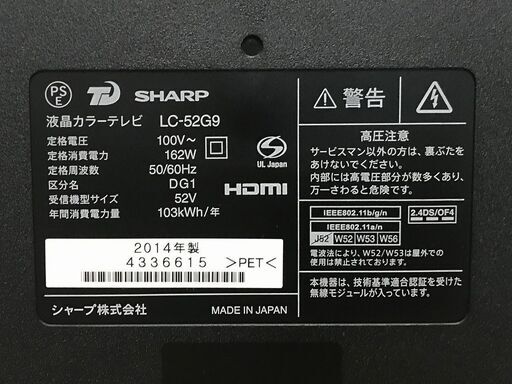 PS E
D SHARP
液晶カラーテレビ LC-52G9
定格電圧 100V~
定格消費電力 162W
定格周波数 50/60Hz
区分名 DG1
受信機型サイズ 52V
年間消費電力量 103kWh/年
UL Japan
HDMI
2014年製
4336615 >PET<
シャープ株式会社 MADE IN JAPAN
警告
高圧注意
サービスマン以外の方は、裏ぶたを
あけないでください。
内部には高電圧部分が数多くあり、
万一さわると危険です。
IEEE802.11b/g/n
2.4DS/OF4
IEEE802.11a/n
J52 W52 W53 W56
電波法により、W52/W53は屋外での
使用は禁じられています。
本機器は、技術基準適合認証を受けた
無線モジュールが入っています。